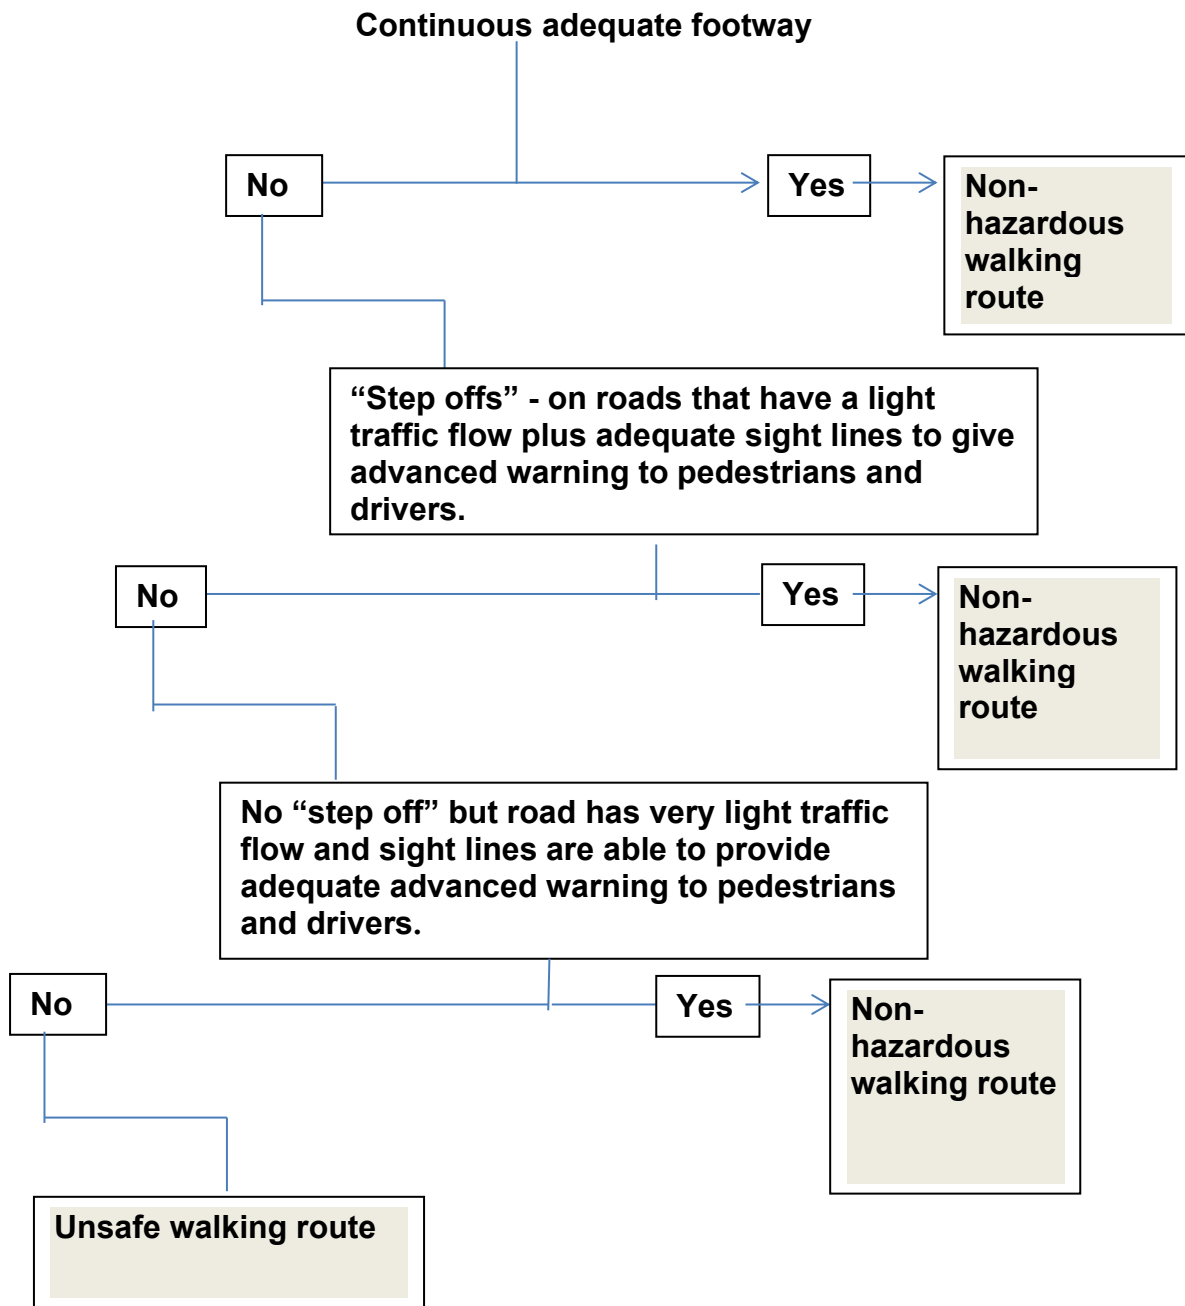 Continuous adequate footway
No
Yes
Non-
hazardous
walking
route
“Step offs” - on roads that have a light
traffic flow plus adequate sight lines to give
advanced warning to pedestrians and
drivers.
No
Yes
Non-
hazardous
walking
route
No “step off” but road has very light traffic
flow and sight lines are able to provide
adequate advanced warning to pedestrians
and drivers.
No
Yes
Non-
hazardous
walking route
Unsafe walking route